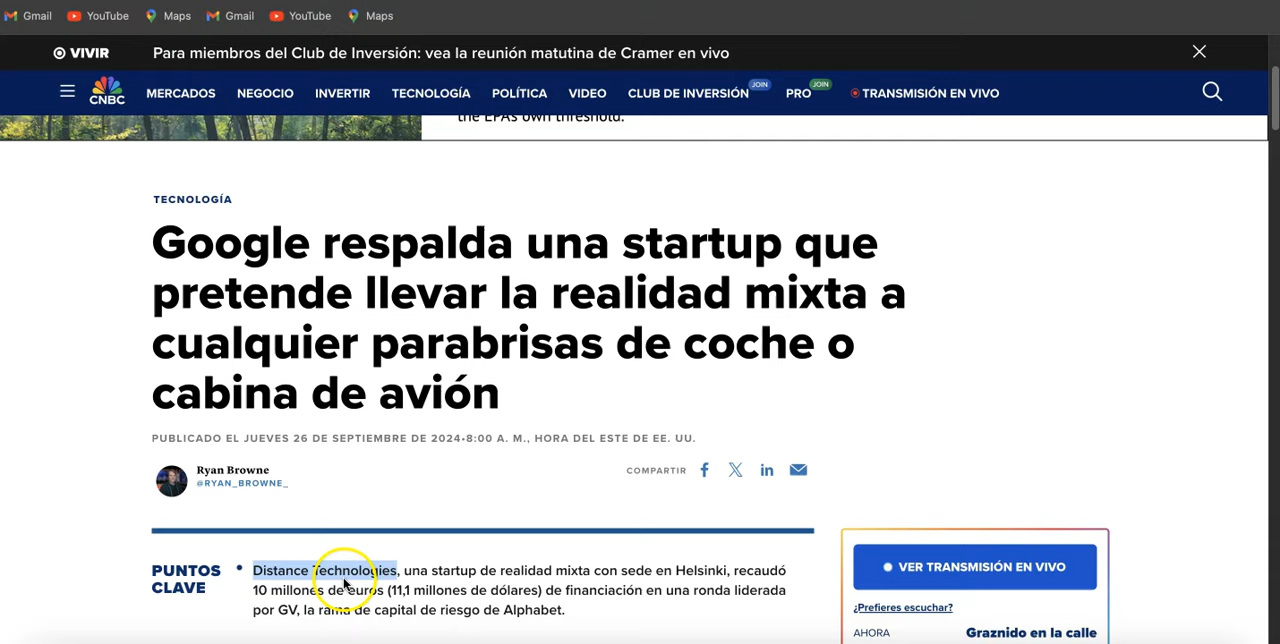 Gmail YouTube Maps Gmail YouTube Maps
VIVIR Para miembros del Club de Inversión: vea la reunión matutina de Cramer en vivo
CNBC MERCADOS NEGOCIO INVERTIR TECNOLOGÍA POLÍTICA VIDEO CLUB DE INVERSIÓN JOIN PRO JOIN TRANSMISIÓN EN VIVO
the EPAs own threshold.
TECNOLOGÍA
Google respalda una startup que
pretende llevar la realidad mixta a
cualquier parabrisas de coche o
cabina de avión
PUBLICADO EL JUEVES 26 DE SEPTIEMBRE DE 2024•8:00 A. M., HORA DEL ESTE DE EE. UU.
Ryan Browne
@RYAN_BROWNE_
COMPARTIR
PUNTOS
CLAVE
• Distance Technologies, una startup de realidad mixta con sede en Helsinki, recaudó
10 millones de euros (11,1 millones de dólares) de financiación en una ronda liderada
por GV, la rama de capital de riesgo de Alphabet.
VER TRANSMISIÓN EN VIVO
¿Prefieres escuchar?
AHORA Graznido en la calle